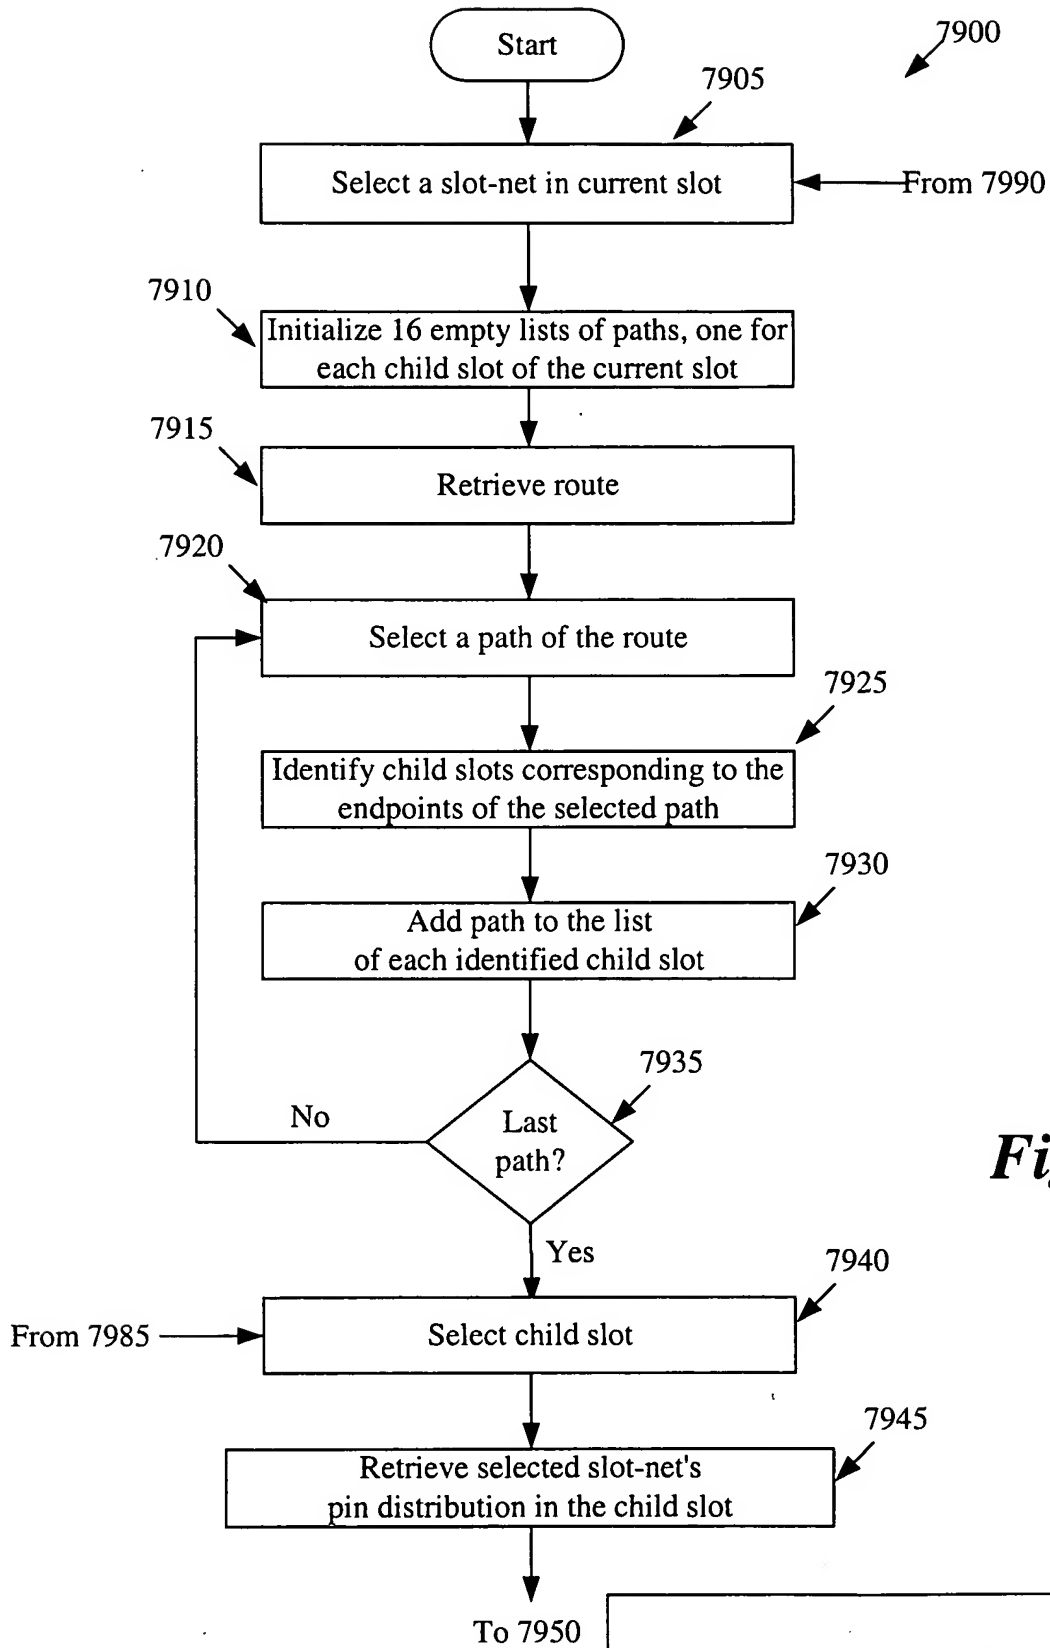 Start
7900
7905
Select a slot-net in current slot
From 7990
7910
Initialize 16 empty lists of paths, one for
each child slot of the current slot
7915
Retrieve route
7920
Select a path of the route
7925
Identify child slots corresponding to the
endpoints of the selected path
7930
Add path to the list
of each identified child slot
7935
Last
path?
No
Yes
7940
From 7985
Select child slot
7945
Retrieve selected slot-net's
pin distribution in the child slot
To 7950